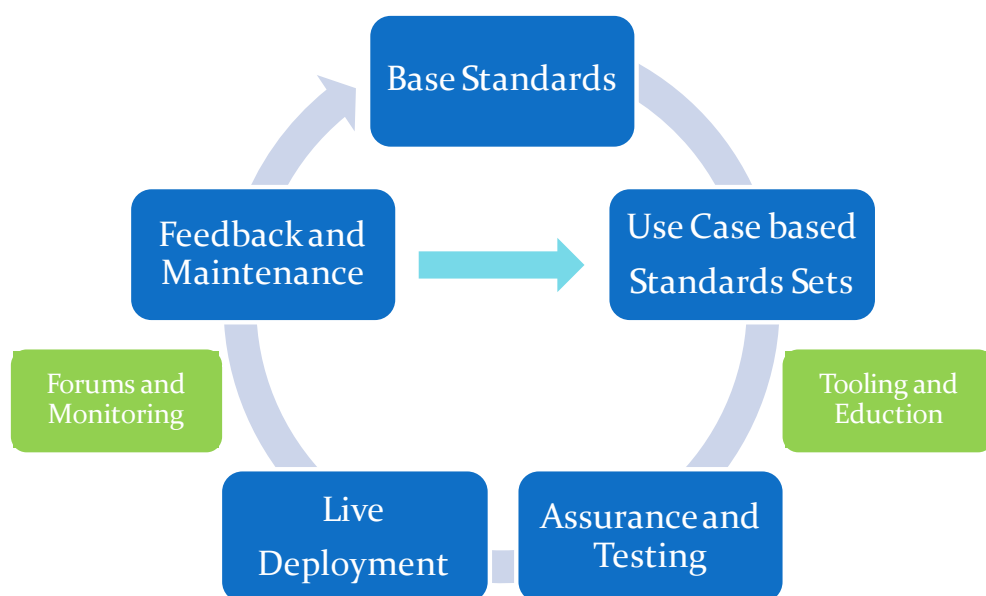 Base Standards
Feedback and
Maintenance
Use Case based
Standards Sets
Forums and
Monitoring
Tooling and
Eduction
Live
Deployment
Assurance and
Testing